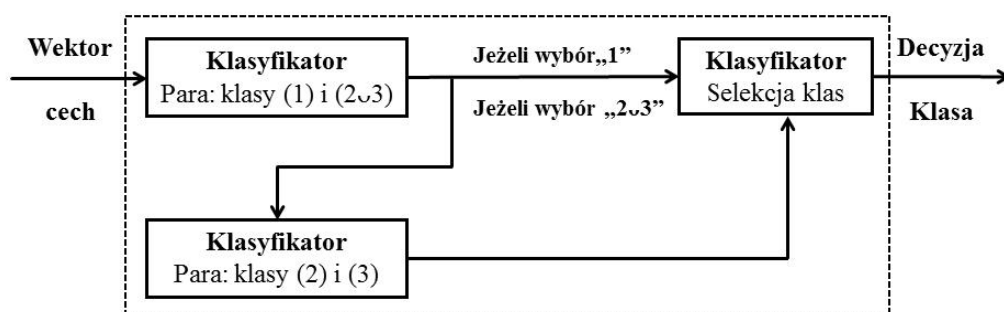 Wektor
cech
Klasyfikator
Para: klasy (1) i (2∪3)
Jeżeli wybór„1”
Jeżeli wybór „2∪3”
Klasyfikator
Selekcja klas
Decyzja
Klasa
Klasyfikator
Para: klasy (2) i (3)